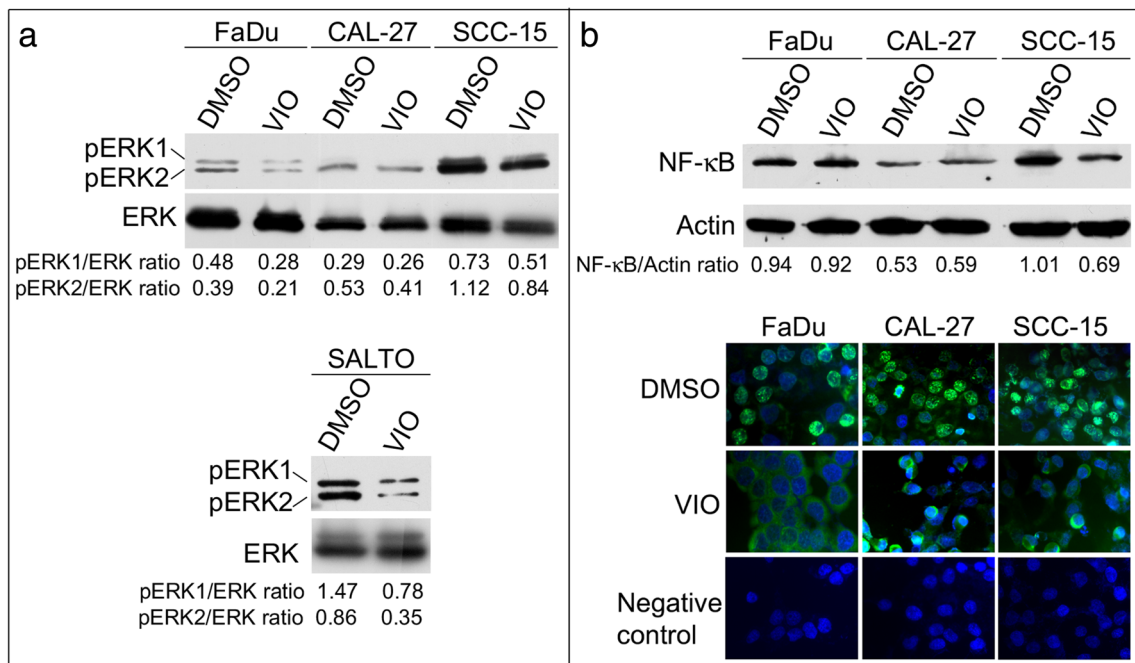 a
FaDu CAL-27 SCC-15
DMSO VIO DMSO VIO DMSO VIO
pERK1
pERK2
ERK
pERK1/ERK ratio 0.48 0.28 0.29 0.26 0.73 0.51
pERK2/ERK ratio 0.39 0.21 0.53 0.41 1.12 0.84
SALTO
DMSO VIO
pERK1
pERK2
ERK
pERK1/ERK ratio 1.47 0.78
pERK2/ERK ratio 0.86 0.35
b
FaDu CAL-27 SCC-15
DMSO VIO DMSO VIO DMSO VIO
NF-κB
Actin
NF-κB/Actin ratio 0.94 0.92 0.53 0.59 1.01 0.69
FaDu CAL-27 SCC-15
DMSO
VIO
Negative
control